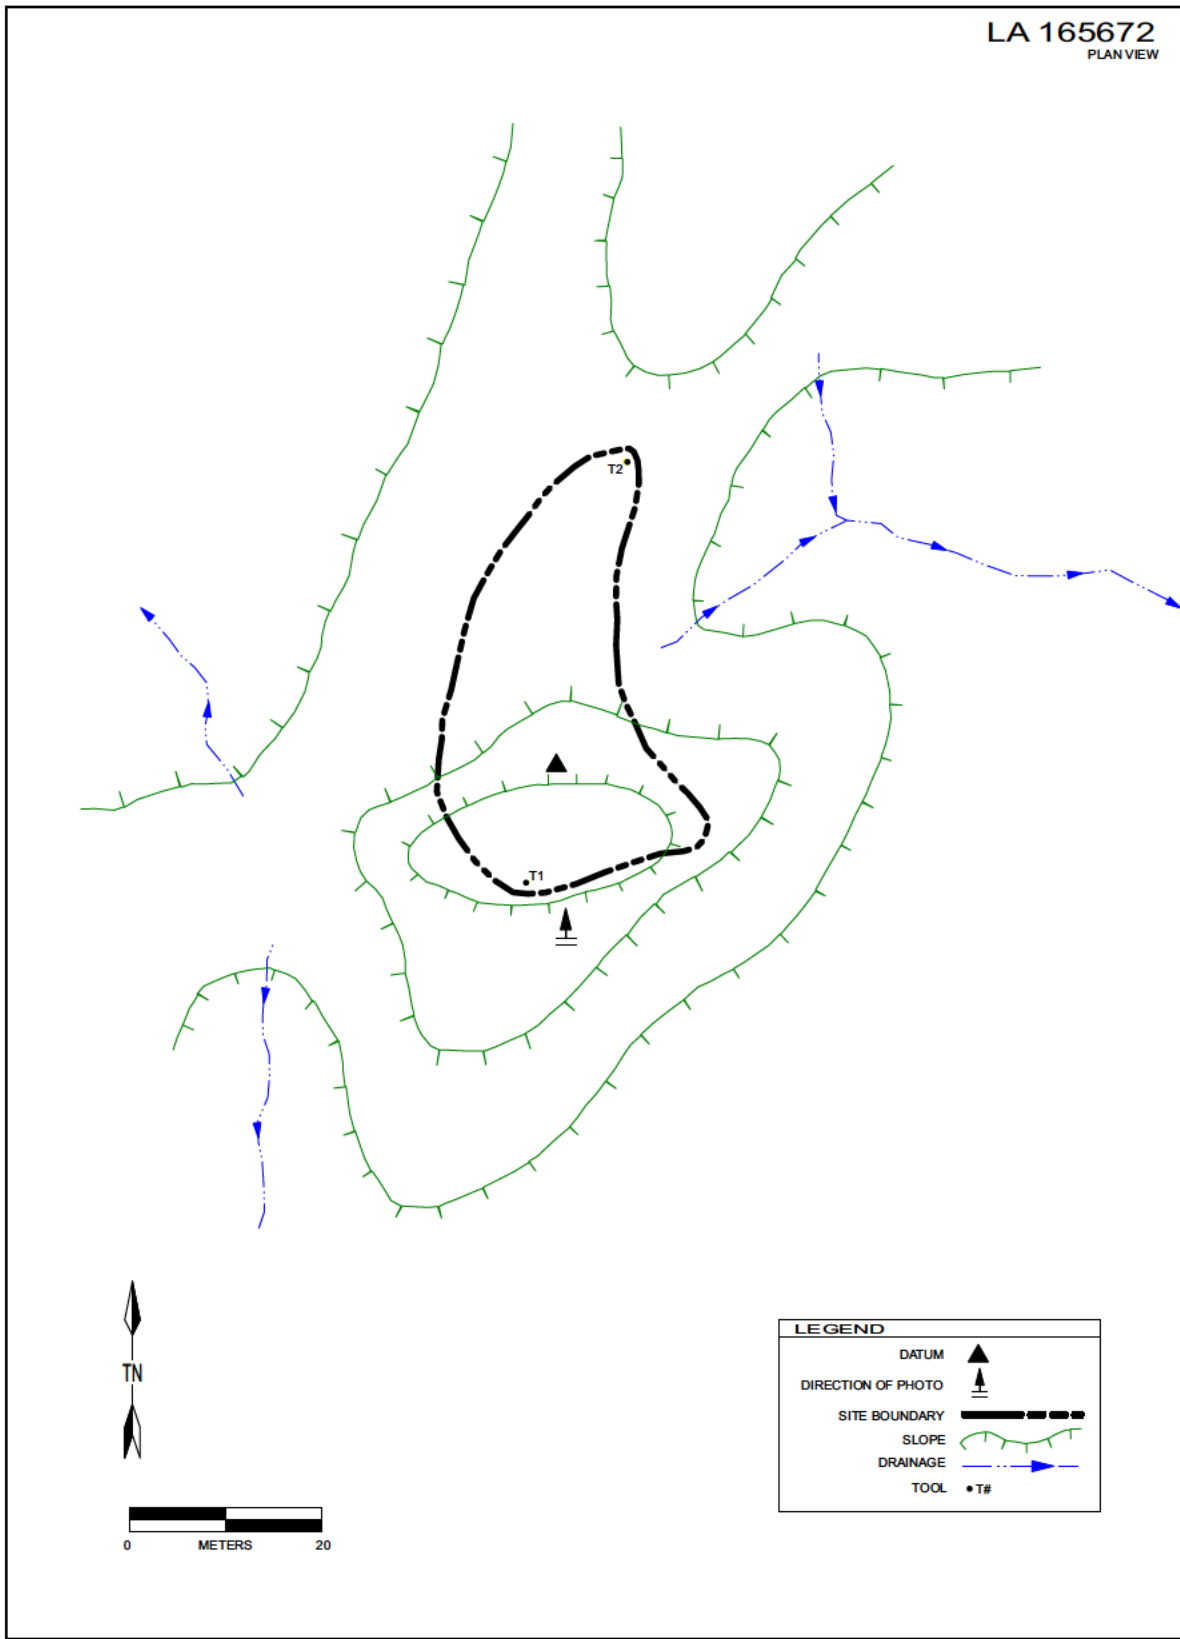 LA 165672
PLAN VIEW
T2
T1
TN
0 METERS 20
LEGEND
DATUM
DIRECTION OF PHOTO
SITE BOUNDARY
SLOPE
DRAINAGE
TOOL T#